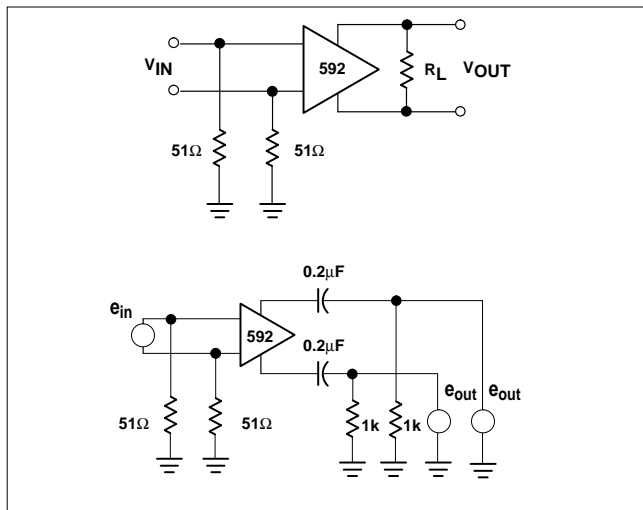 VIN
592
RL
VOUT
51Ω
51Ω
0.2µF
ein
592
0.2µF
eout
eout
51Ω
51Ω
1k
1k